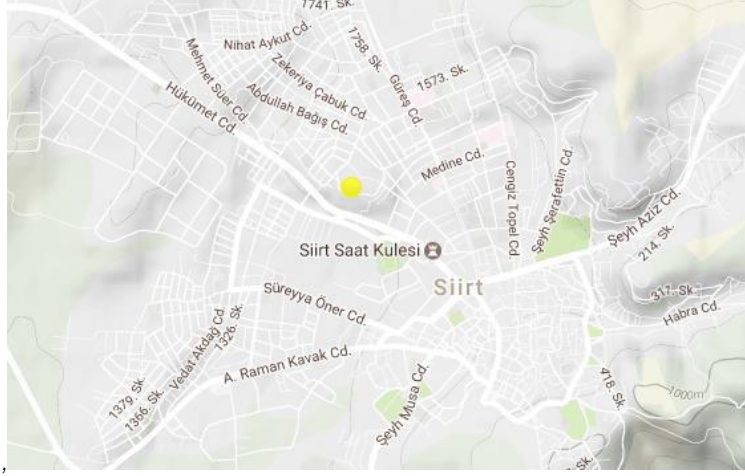 1741. Sk.
Nihat Aykut Cd.
1758. Sk.
Zekeriya Çabuk Cd.
Mehmet Suer Cd.
Güreş Cd.
1573. Sk.
Hükümet Cd.
Abdullah Bağış Cd.
Medine Cd.
Cengiz Topel Cd.
Şeyh Şerafettin Cd.
Şeyh Aziz Cd.
214. Sk.
Siirt Saat Kulesi
Siirt
317. Sk.
Habra Cd.
Süreyya Öner Cd.
1326. Sk.
Vedat Akdağ Cd.
A. Raman Kavak Cd.
1379. Sk.
1366. Sk.
Şeyh Musa Cd.
418. Sk.
1000m
Sk.
,